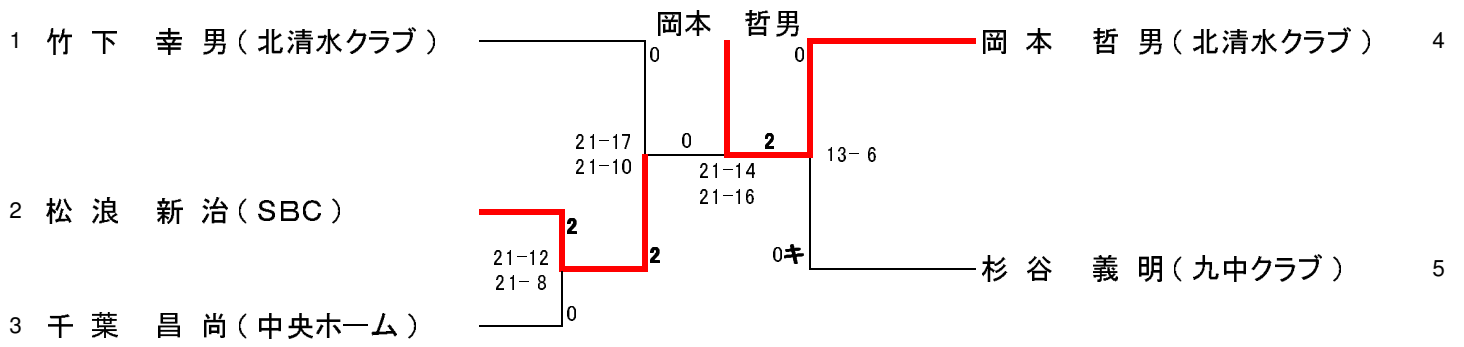 岡本 哲男
1 竹下 幸男(北清水クラブ)
0
0
岡本 哲男(北清水クラブ) 4
21-17
21-10
0
2
21-14
21-16
13- 6
2 松浪 新治(SBC)
2
21-12
21- 8
2
0キ
杉谷 義明(九中クラブ) 5
3 千葉 昌尚(中央ホーム)
0